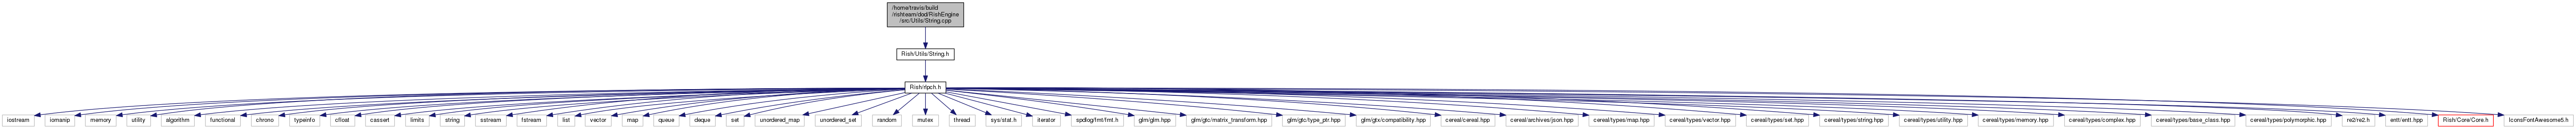 /home/travis/build
/rishteam/dod/RishEngine
/src/Utils/String.cpp
Rish/Utils/String.h
Rish/rlpch.h
iostream
iomanip
memory
utility
algorithm
functional
chrono
typeinfo
cfloat
cassert
limits
string
sstream
fstream
list
vector
map
queue
deque
set
unordered_map
unordered_set
random
mutex
thread
sys/stat.h
iterator
spdlog/fmt/fmt.h
glm/glm.hpp
glm/gtc/matrix_transform.hpp
glm/gtc/type_ptr.hpp
glm/gtx/compatibility.hpp
cereal/cereal.hpp
cereal/archives/json.hpp
cereal/types/map.hpp
cereal/types/vector.hpp
cereal/types/set.hpp
cereal/types/string.hpp
cereal/types/utility.hpp
cereal/types/memory.hpp
cereal/types/complex.hpp
cereal/types/base_class.hpp
cereal/types/polymorphic.hpp
re2/re2.h
entt/entt.hpp
Rish/Core/Core.h
IconsFontAwesome5.h